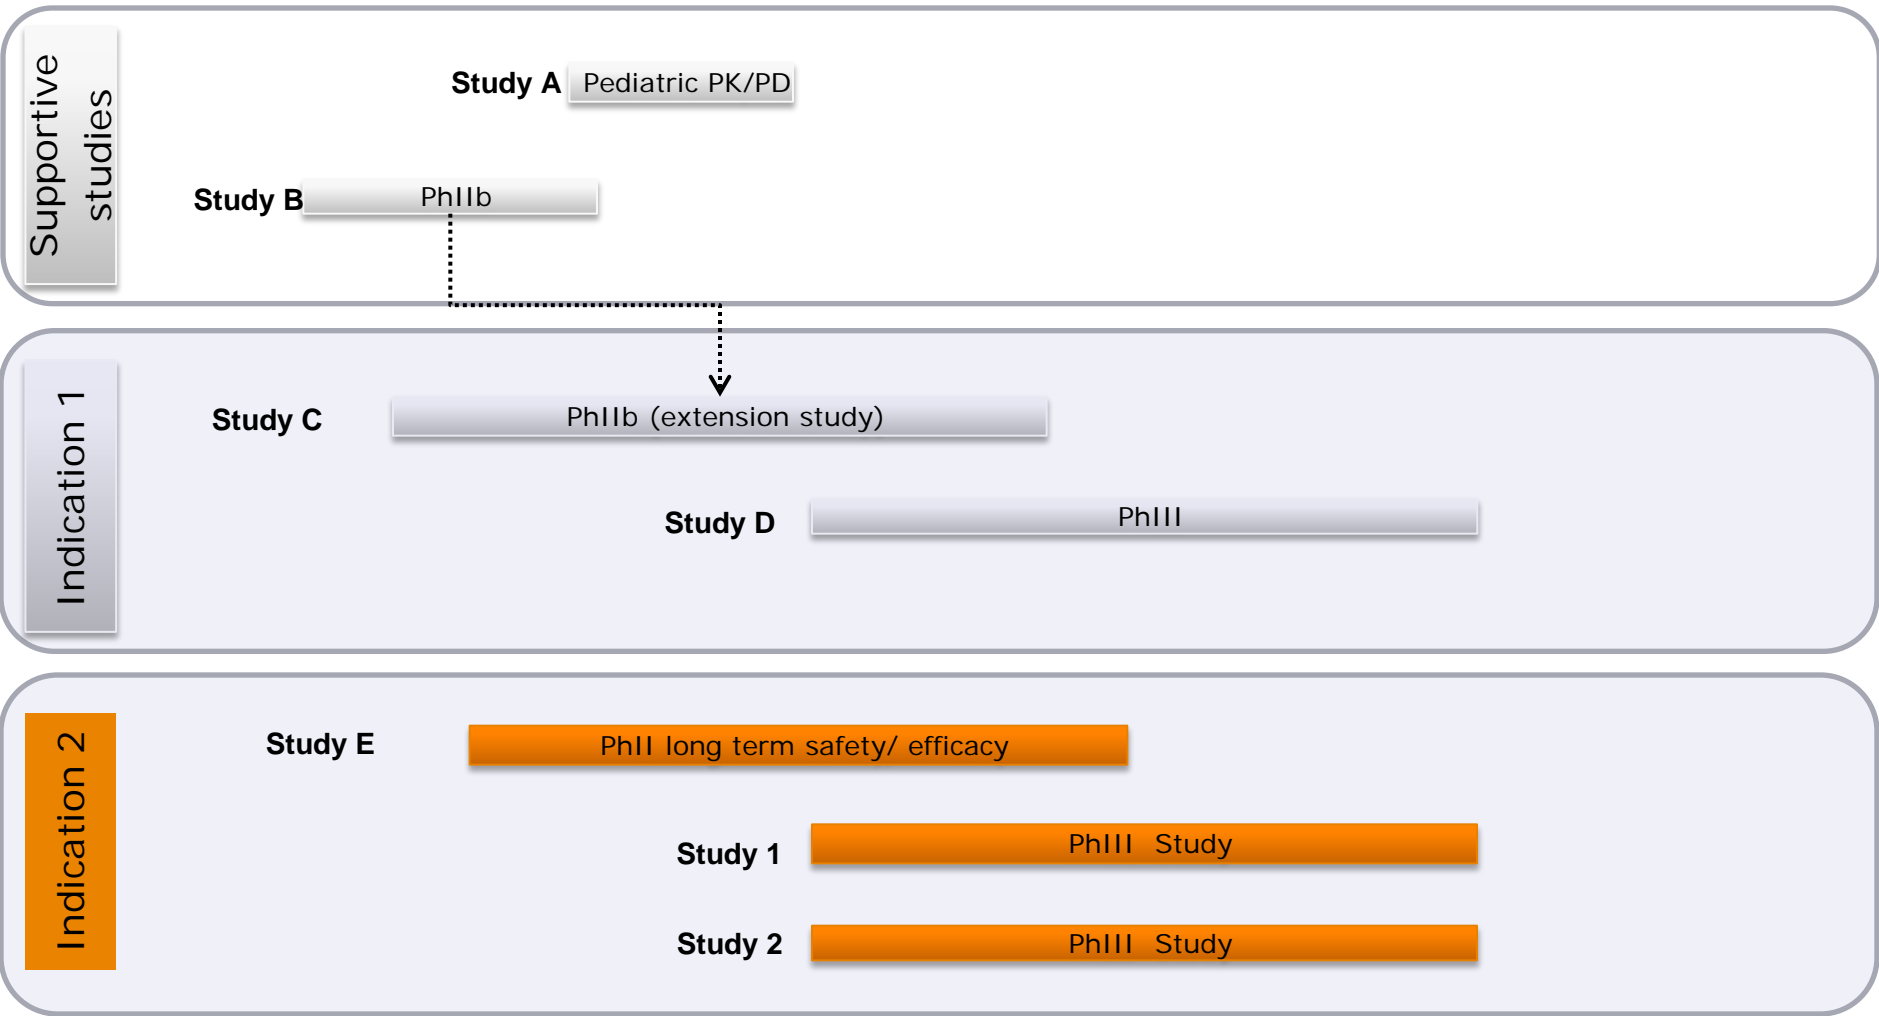 Supportive
studies
Study A Pediatric PK/PD
Study B PhIIb
Indication 1
Study C PhIIb (extension study)
Study D PhIII
Indication 2
Study E PhII long term safety/ efficacy
Study 1 PhIII Study
Study 2 PhIII Study